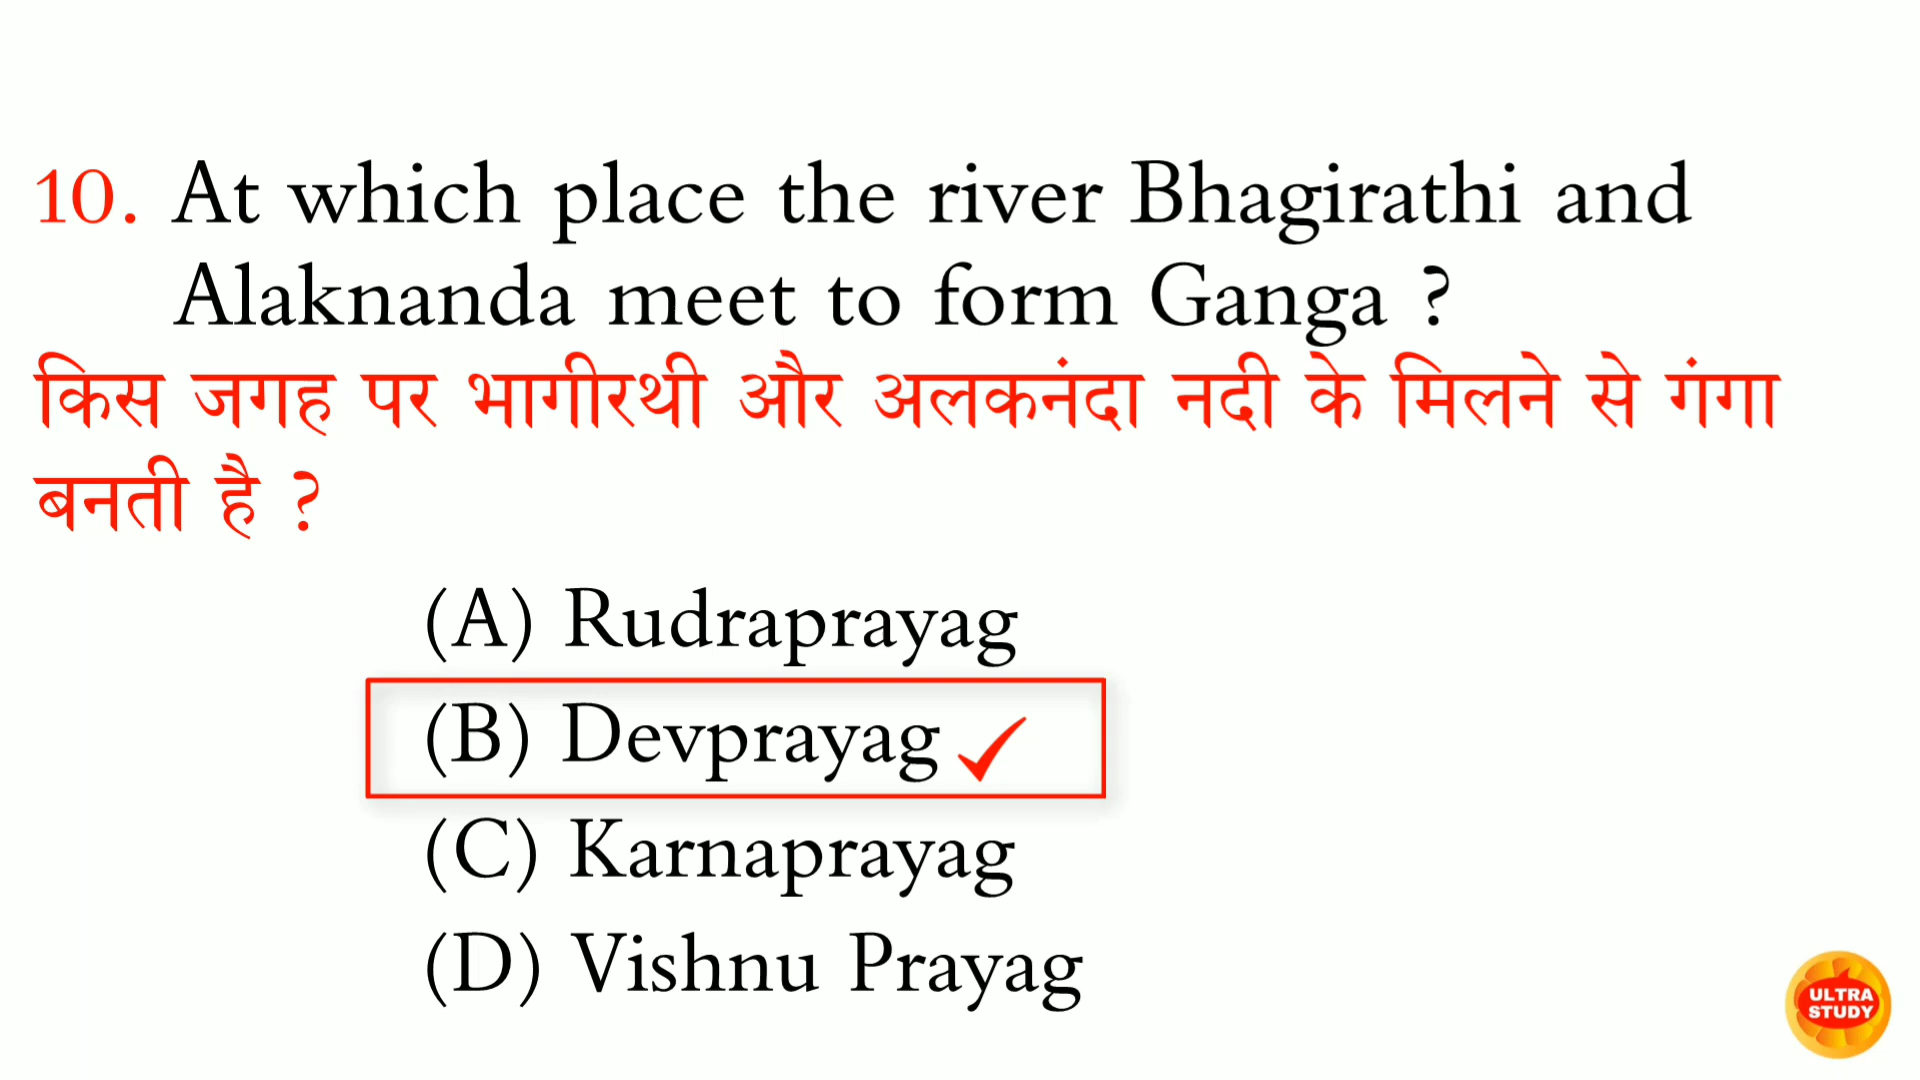 10. At which place the river Bhagirathi and
Alaknanda meet to form Ganga ?
किस जगह पर भागीरथी और अलकनंदा नदी के मिलने से गंगा
बनती है ?
(A) Rudraprayag
(B) Devprayag
(C) Karnaprayag
(D) Vishnu Prayag
ULTRA
STUDY